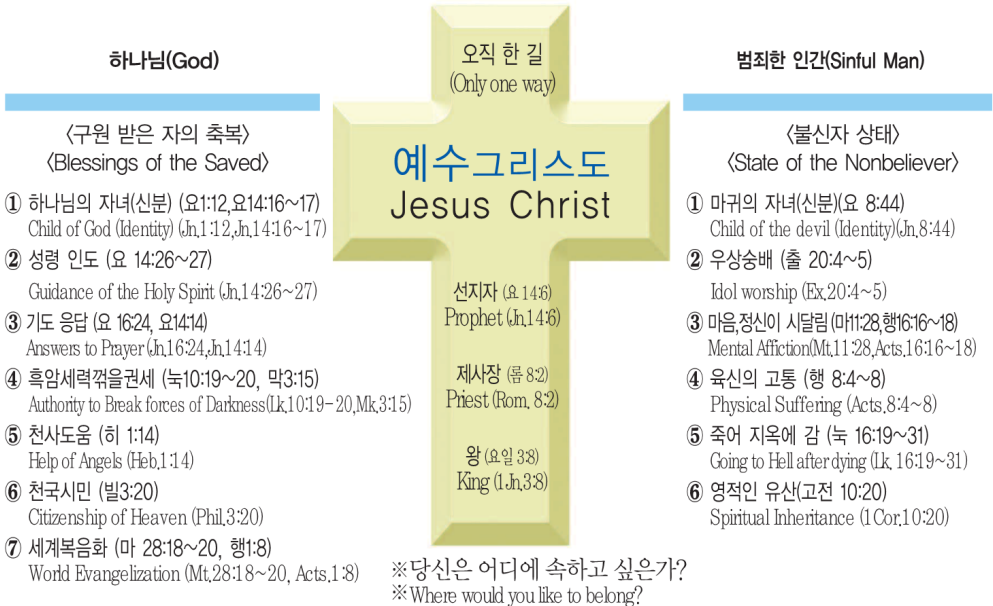 하나님(God)
〈구원 받은 자의 축복〉
〈Blessings of the Saved〉
① 하나님의 자녀(신분) (요1:12,요14:16~17)
Child of God (Identity) (Jn.1:12,Jn.14:16~17)
② 성령 인도 (요 14:26~27)
Guidance of the Holy Spirit (Jn.14:26~27)
③ 기도 응답 (요 16:24, 요14:14)
Answers to Prayer(Jn.16:24,Jn.14:14)
④ 흑암세력꺾을권세 (눅10:19~20, 막3:15)
Authority to Break forces of Darkness(Lk.10:19-20,Mk.3:15)
⑤ 천사도움 (히 1:14)
Help of Angels (Heb.1:14)
⑥ 천국시민 (빌3:20)
Citizenship of Heaven (Phil.3:20)
⑦ 세계복음화 (마 28:18~20, 행1:8)
World Evangelization (Mt.28:18~20, Acts.1:8)
오직 한 길
(Only one way)
예수그리스도
Jesus Christ
선지자 (요 14:6)
Prophet (Jn.14:6)
제사장 (롬 8:2)
Priest (Rom. 8:2)
왕 (요일 3:8)
King (1Jn.3:8)
※당신은 어디에 속하고 싶은가?
※Where would you like to belong?
범죄한 인간(Sinful Man)
〈불신자 상태〉
〈State of the Nonbeliever〉
① 마귀의 자녀(신분)(요 8:44)
Child of the devil (Identity)(Jn.8:44)
② 우상숭배 (출 20:4~5)
Idol worship (Ex.20:4~5)
③ 마음,정신이 시달림(마11:28,행16:16~18)
Mental Affiction(Mt.11:28,Acts.16:16~18)
④ 육신의 고통 (행 8:4~8)
Physical Suffering (Acts.8:4~8)
⑤ 죽어 지옥에 감 (눅 16:19~31)
Going to Hell after dying (Lk. 16:19~31)
⑥ 영적인 유산(고전 10:20)
Spiritual Inheritance (1Cor.10:20)